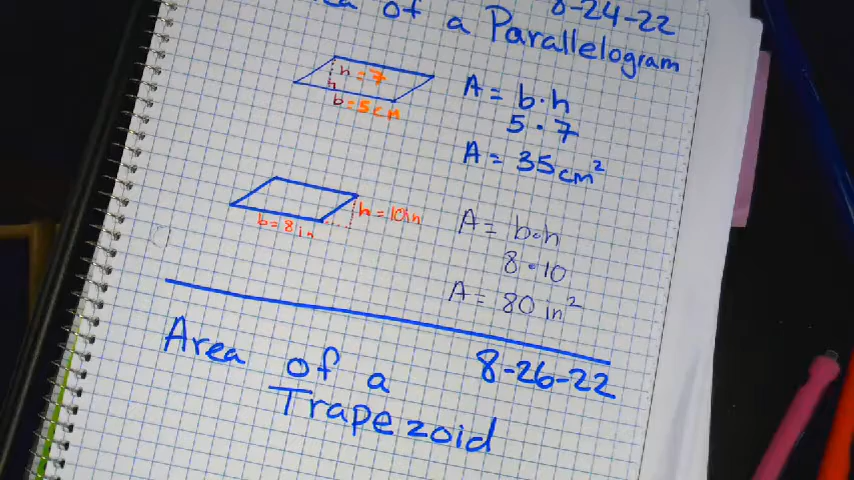 of a Parallelogram
8-24-22
h = 7
b = 5cm
A = b·h
5 · 7
A = 35cm²
h = 10in
b = 8in
A = b·h
8 · 10
A = 80 in²
Area of a
8-26-22
Trapezoid